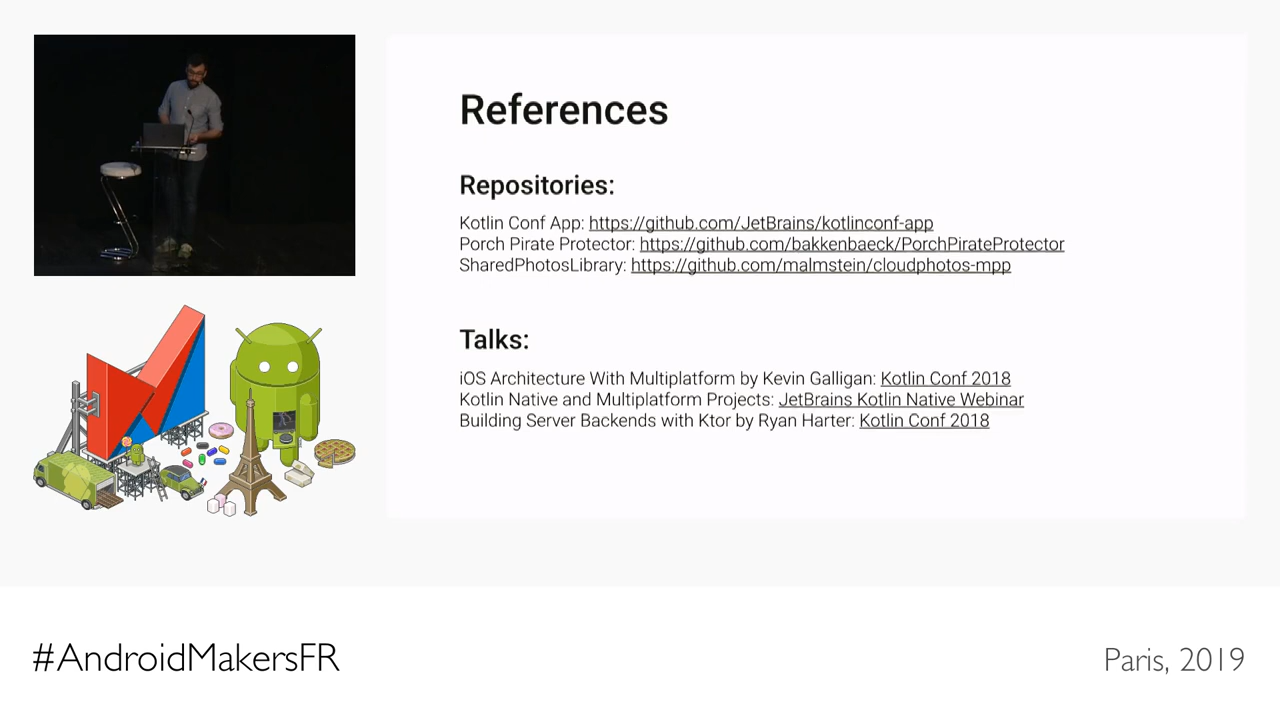 References
Repositories:
Kotlin Conf App: https://github.com/JetBrains/kotlinconf-app
Porch Pirate Protector: https://github.com/bakkenbaeck/PorchPirateProtector
SharedPhotosLibrary: https://github.com/malmstein/cloudphotos-mpp
Talks:
iOS Architecture With Multiplatform by Kevin Galligan: Kotlin Conf 2018
Kotlin Native and Multiplatform Projects: JetBrains Kotlin Native Webinar
Building Server Backends with Ktor by Ryan Harter: Kotlin Conf 2018
#AndroidMakersFR
Paris, 2019